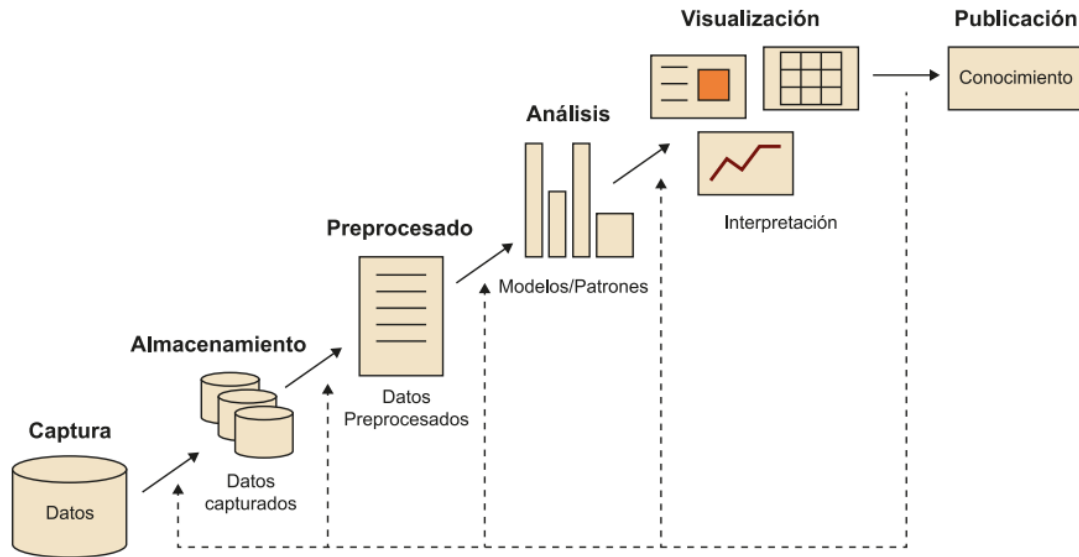 Visualización
Publicación
Conocimiento
Análisis
Interpretación
Preprocesado
Modelos/Patrones
Almacenamiento
Datos
Preprocesados
Captura
Datos
capturados
Datos